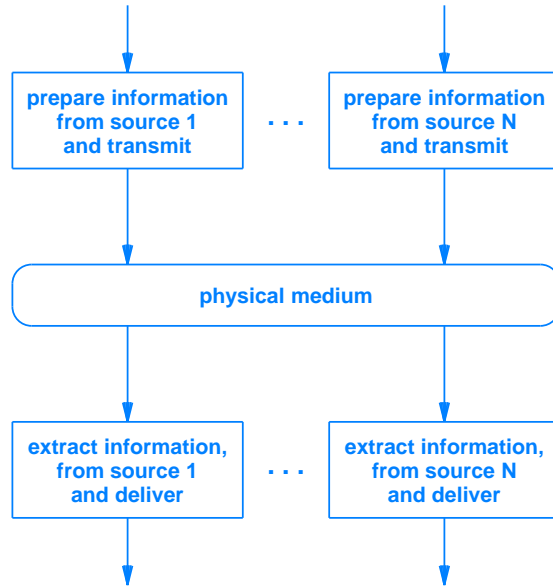 prepare information
from source 1
and transmit
. . .
prepare information
from source N
and transmit
physical medium
extract information,
from source 1
and deliver
. . .
extract information,
from source N
and deliver